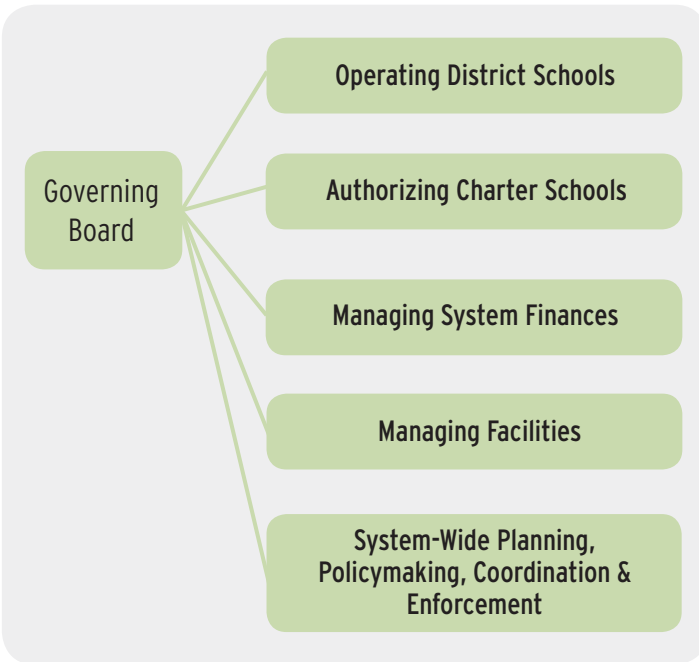 Operating District Schools
Governing
Board
Authorizing Charter Schools
Managing System Finances
Managing Facilities
System-Wide Planning,
Policymaking, Coordination &
Enforcement